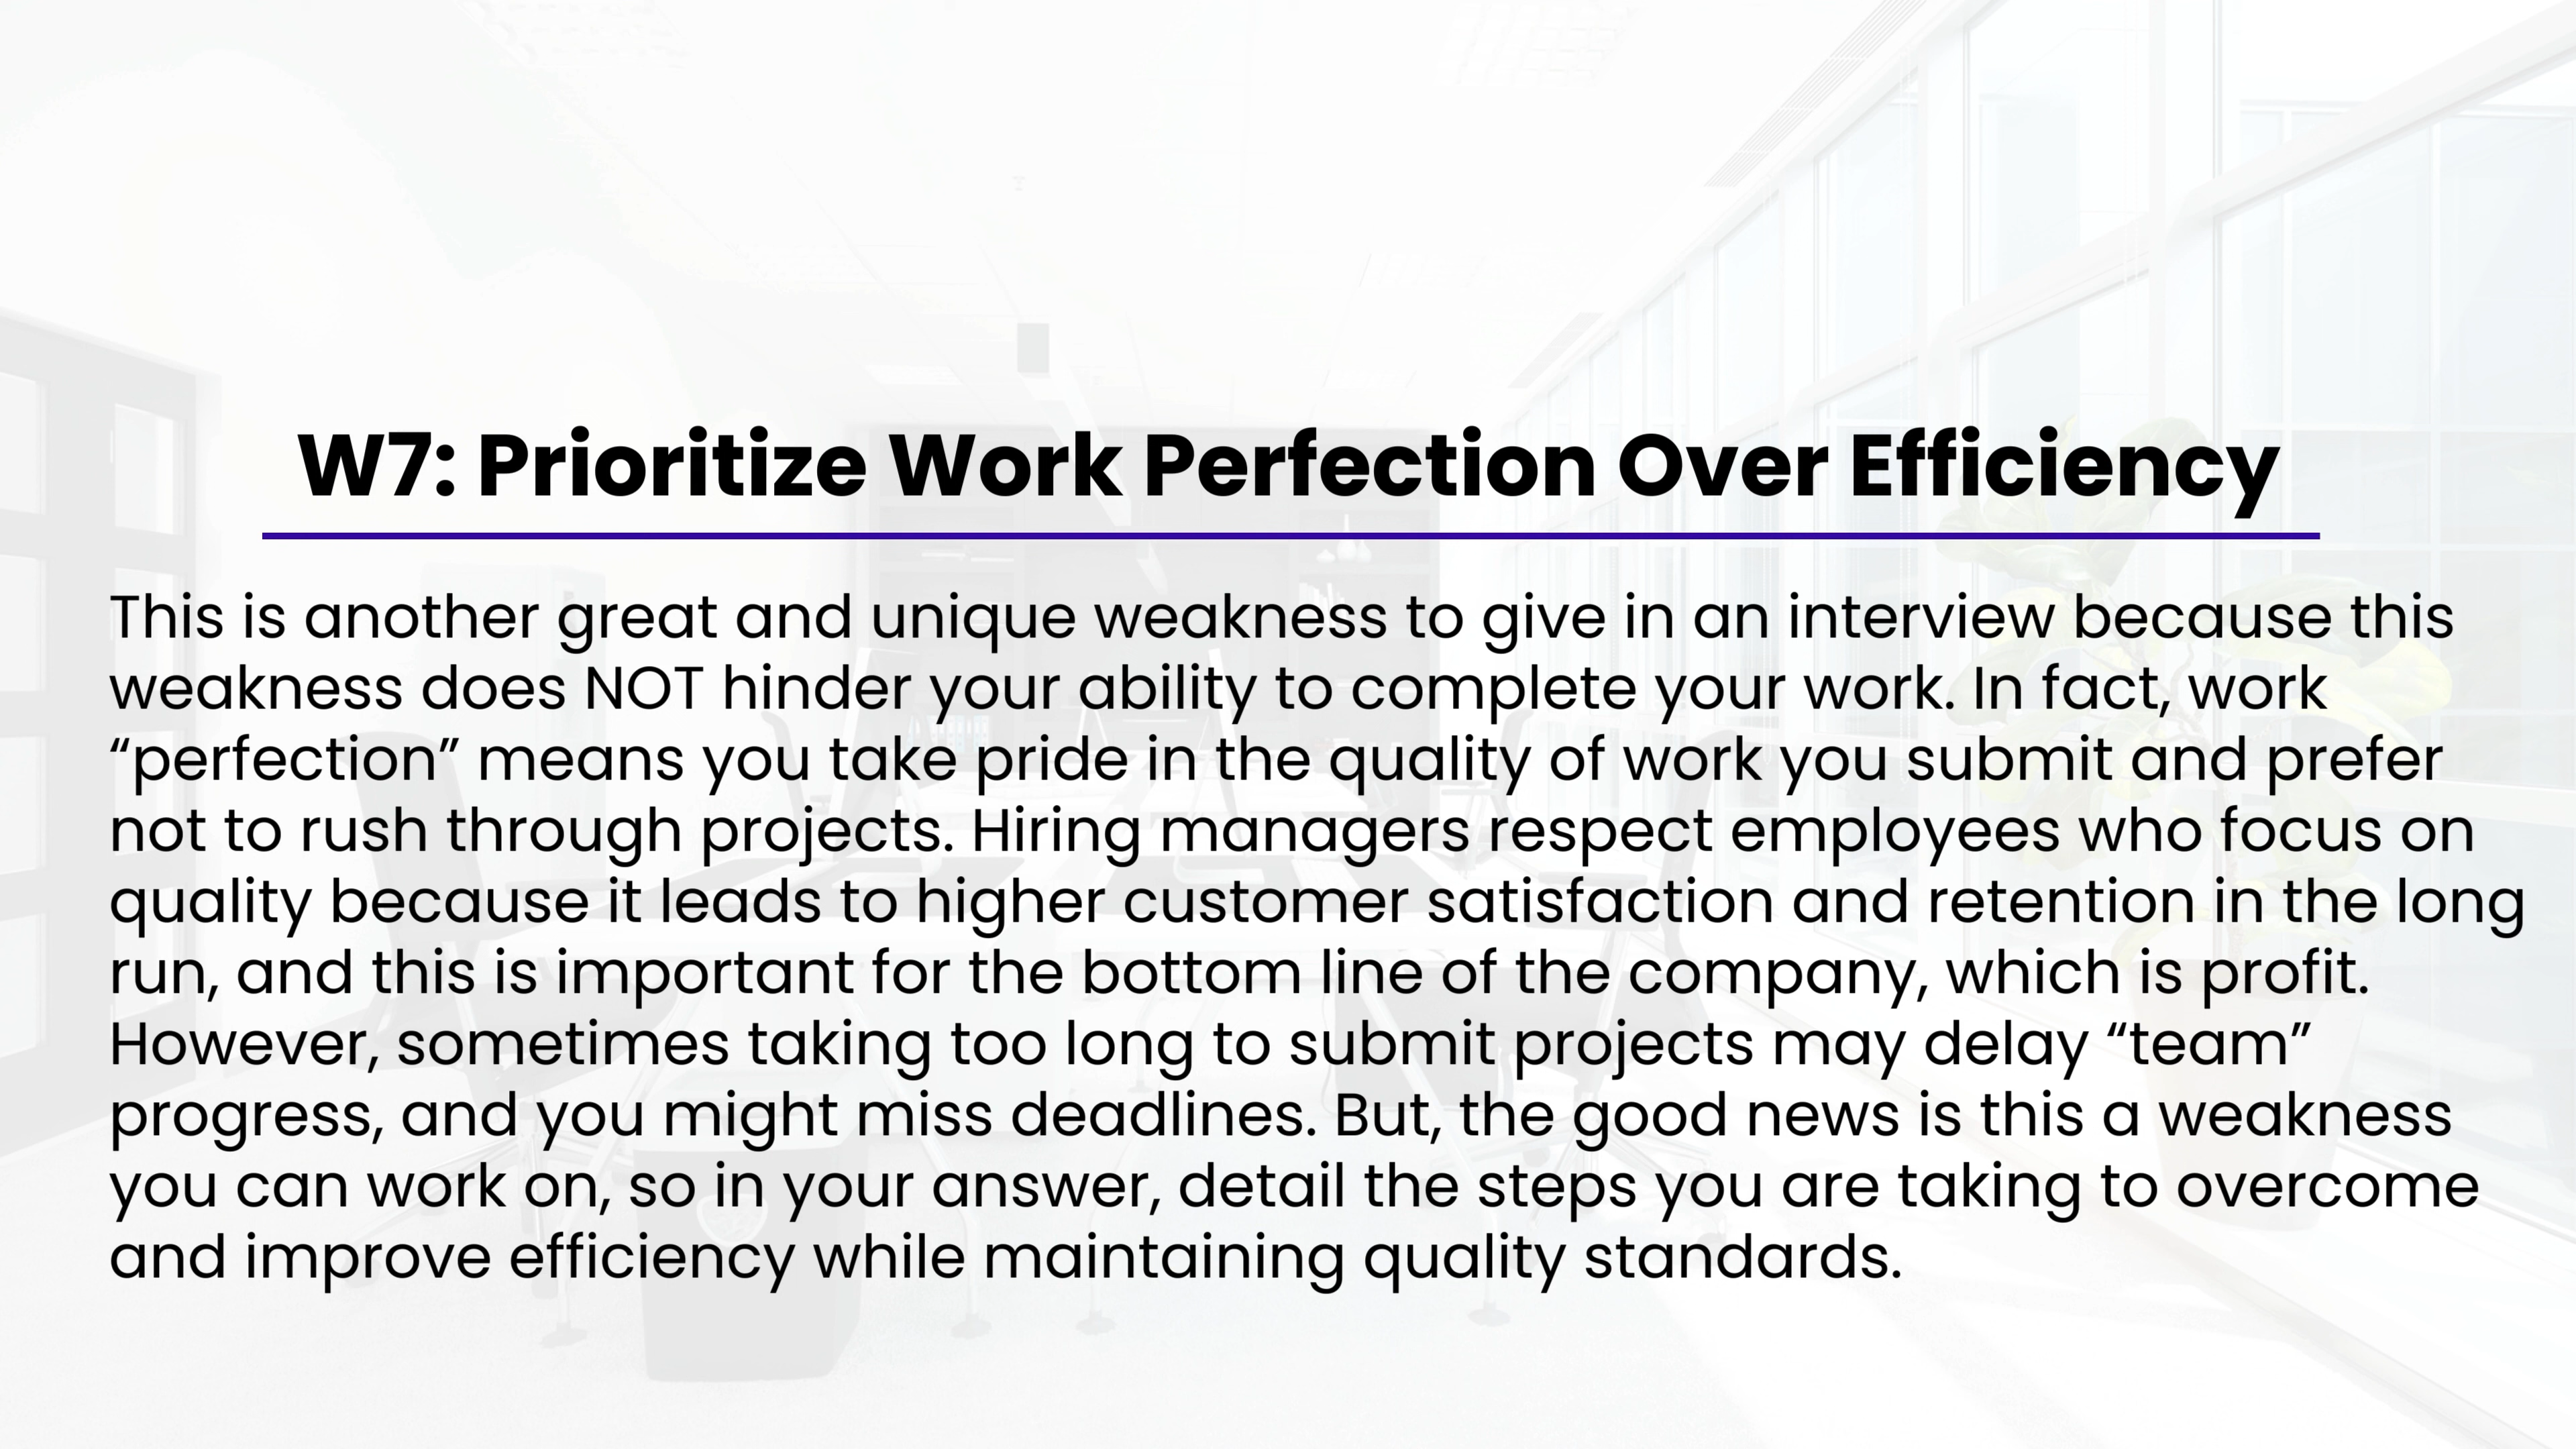 W7: Prioritize Work Perfection Over Efficiency
This is another great and unique weakness to give in an interview because this
weakness does NOT hinder your ability to complete your work. In fact, work
“perfection” means you take pride in the quality of work you submit and prefer
not to rush through projects. Hiring managers respect employees who focus on
quality because it leads to higher customer satisfaction and retention in the long
run, and this is important for the bottom line of the company, which is profit.
However, sometimes taking too long to submit projects may delay “team”
progress, and you might miss deadlines. But, the good news is this a weakness
you can work on, so in your answer, detail the steps you are taking to overcome
and improve efficiency while maintaining quality standards.